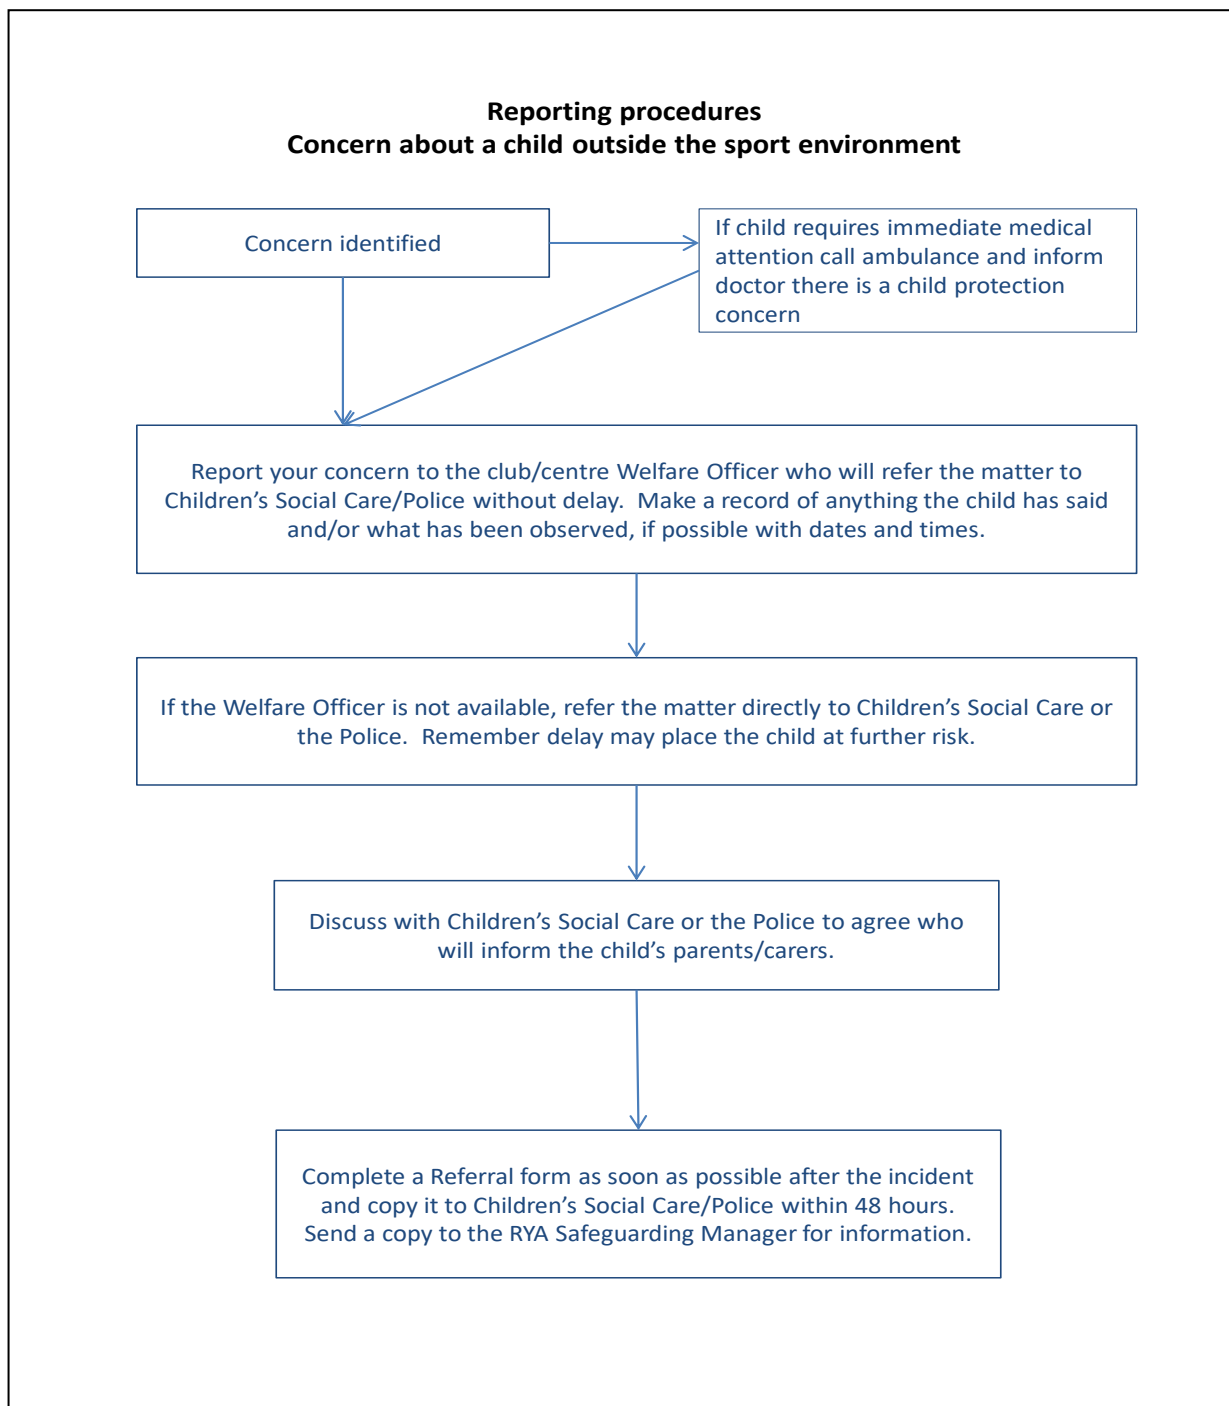 Reporting procedures
Concern about a child outside the sport environment
Concern identified
If child requires immediate medical
attention call ambulance and inform
doctor there is a child protection
concern
Report your concern to the club/centre Welfare Officer who will refer the matter to
Children’s Social Care/Police without delay.  Make a record of anything the child has said
and/or what has been observed, if possible with dates and times.
If the Welfare Officer is not available, refer the matter directly to Children’s Social Care or
the Police.  Remember delay may place the child at further risk.
Discuss with Children’s Social Care or the Police to agree who
will inform the child’s parents/carers.
Complete a Referral form as soon as possible after the incident
and copy it to Children’s Social Care/Police within 48 hours.
Send a copy to the RYA Safeguarding Manager for information.